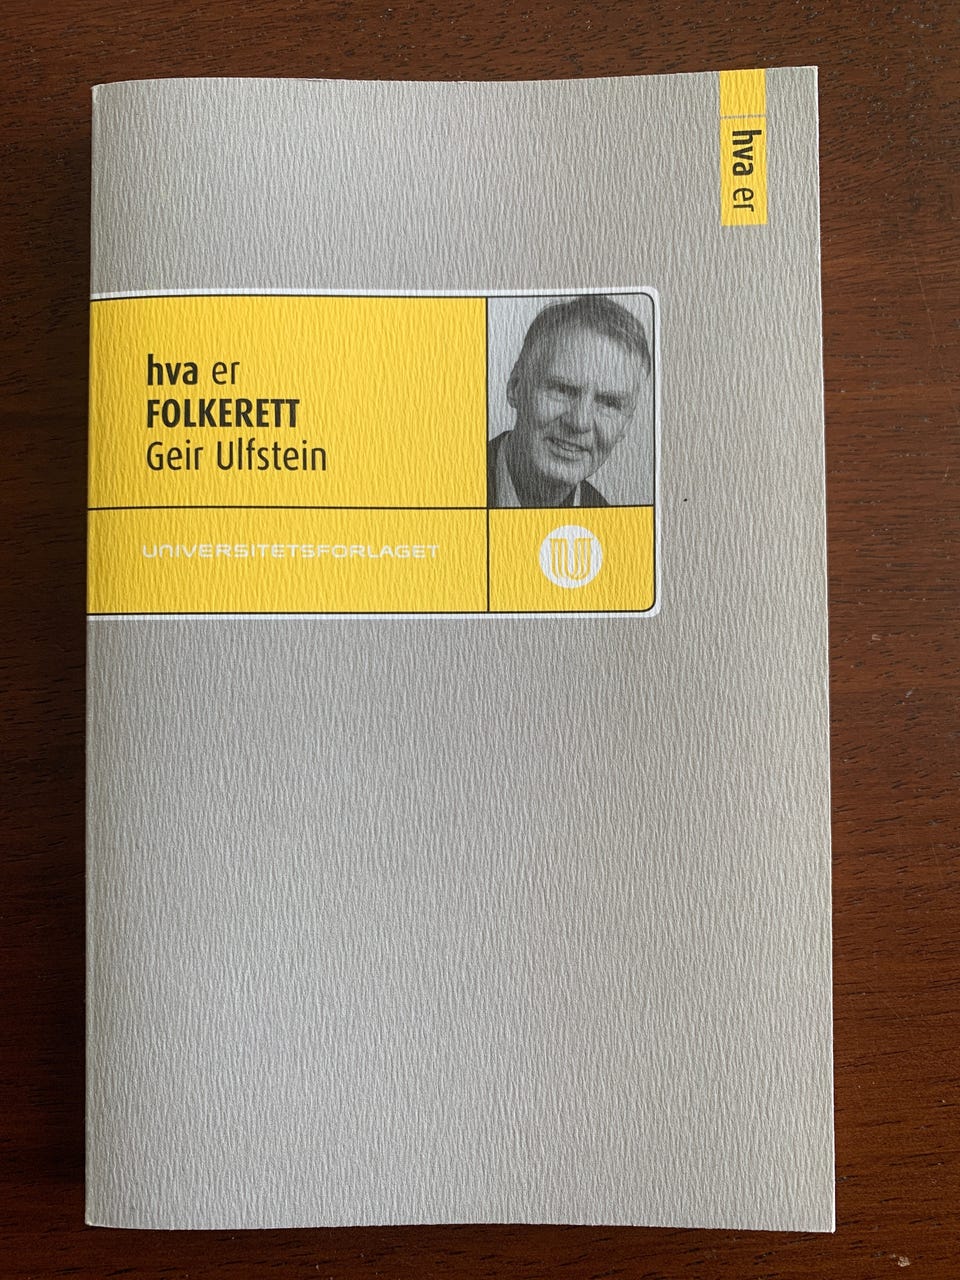 hva er
hva er
FOLKERETT
Geir Ulfstein
UNIVERSITETSFORLAGET
U